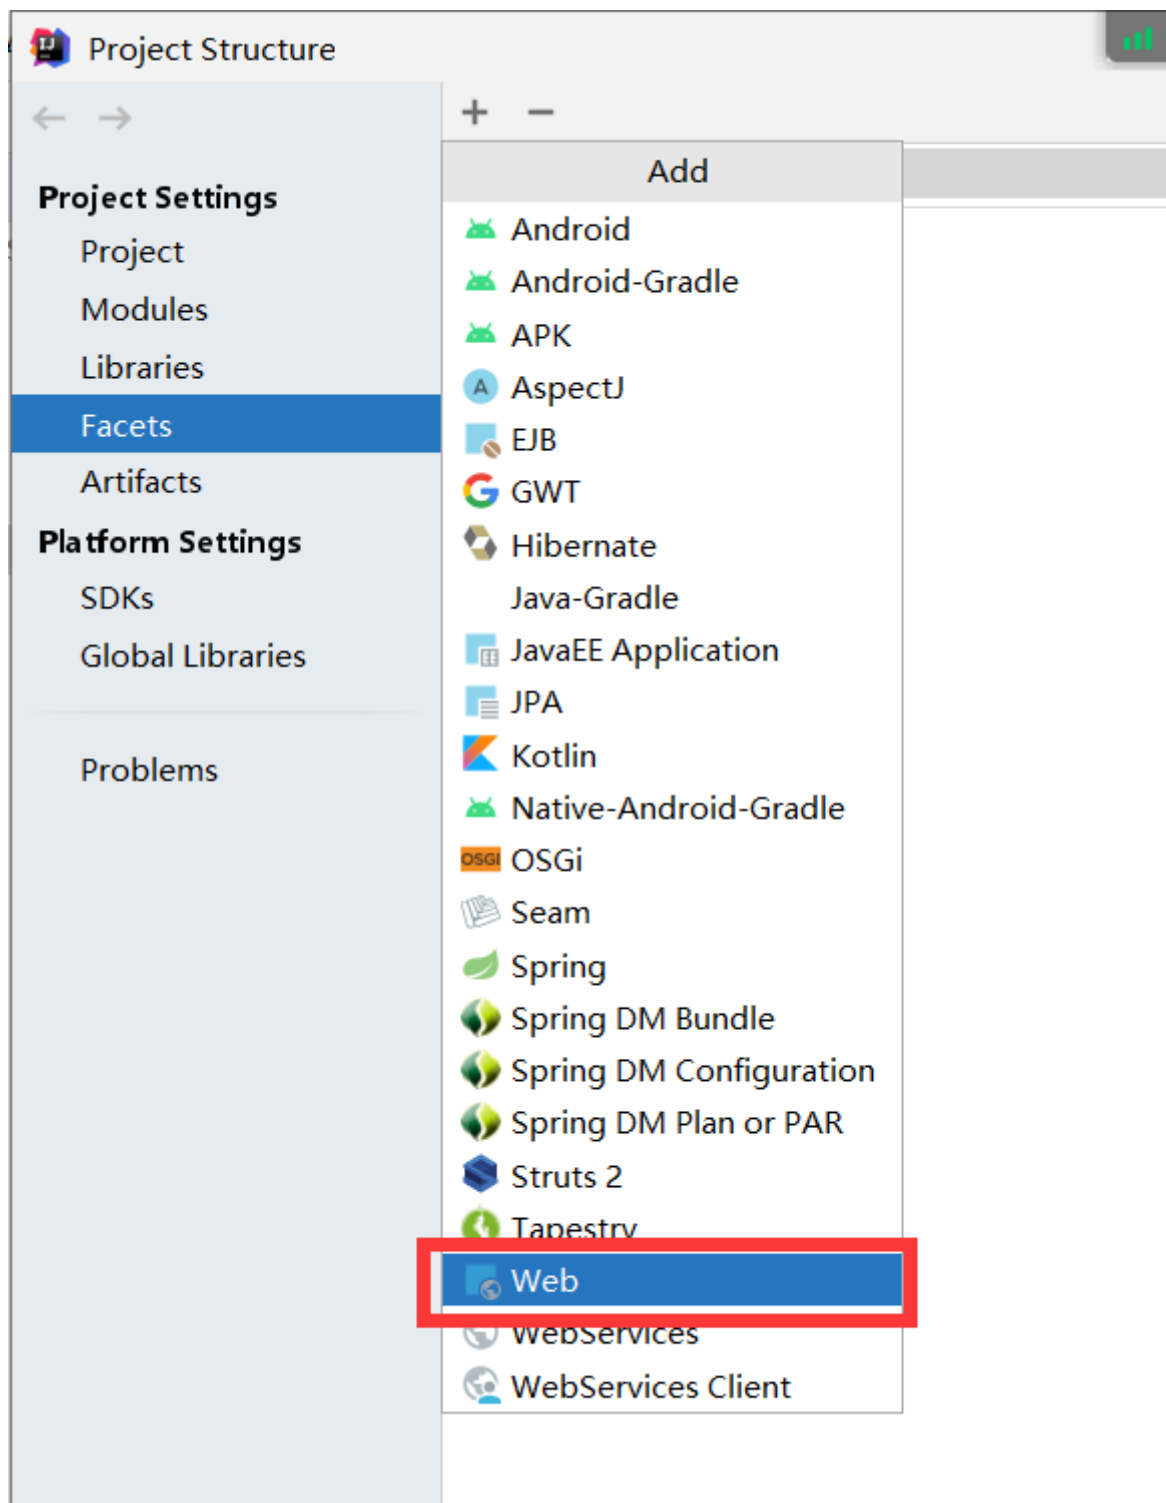 Project Structure
Project Settings
Project
Modules
Libraries
Facets
Artifacts
Platform Settings
SDKs
Global Libraries
Problems
Add
Android
Android-Gradle
APK
A AspectJ
EJB
GWT
Hibernate
Java-Gradle
JavaEE Application
JPA
Kotlin
Native-Android-Gradle
OSGi OSGi
Seam
Spring
Spring DM Bundle
Spring DM Configuration
Spring DM Plan or PAR
Struts 2
Tapestry
Web
WebServices
WebServices Client